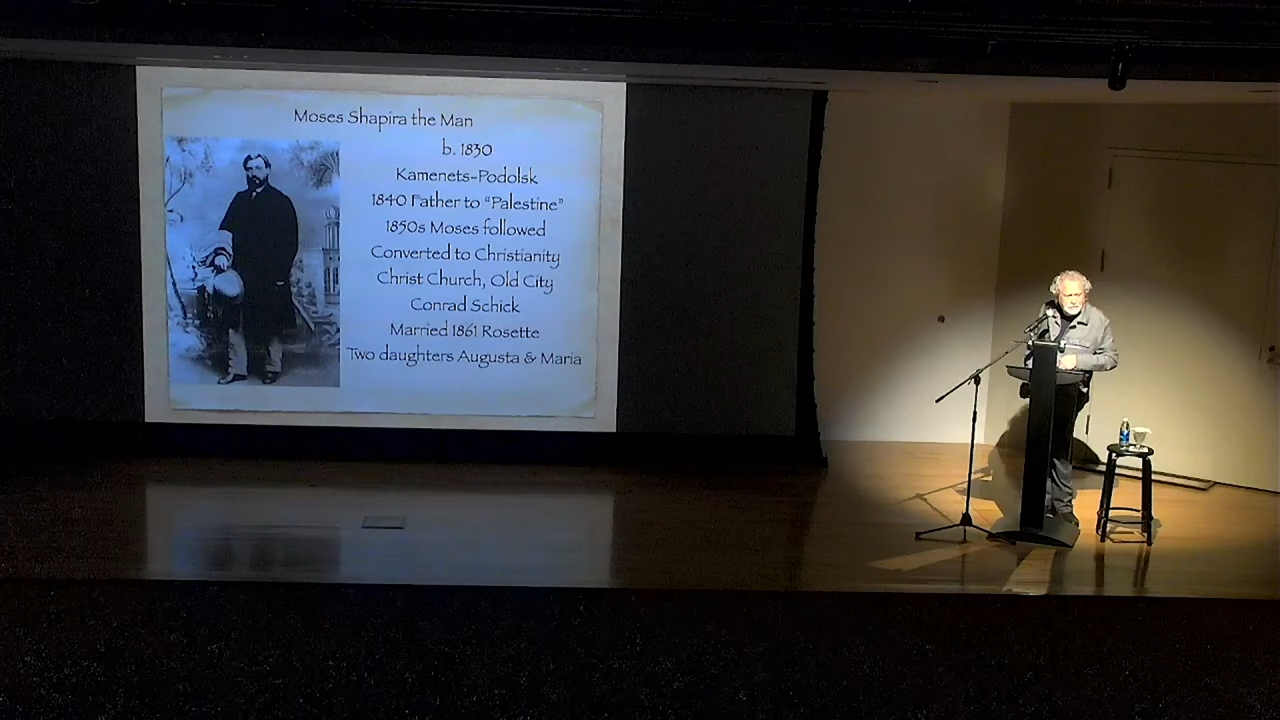 Moses Shapira the Man
b. 1830
Kamenets-Podolsk
1840 Father to “Palestine”
1850s Moses followed
Converted to Christianity
Christ Church, Old City
Conrad Schick
Married 1861 Rosette
Two daughters Augusta & Maria